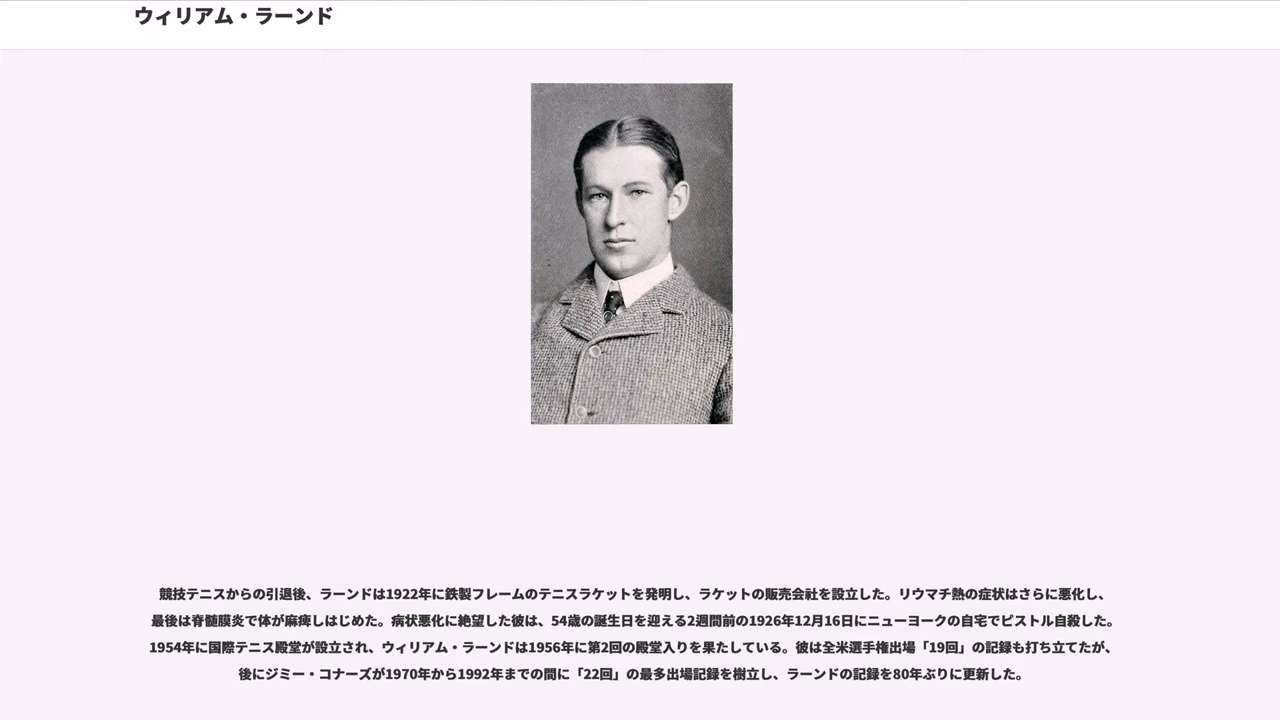 ウィリアム・ラーンド
競技テニスからの引退後、ラーンドは1922年に鉄製フレームのテニスラケットを発明し、ラケットの販売会社を設立した。リウマチ熱の症状はさらに悪化し、
最後は脊髄膜炎で体が麻痺しはじめた。病状悪化に絶望した彼は、54歳の誕生日を迎える2週間前の1926年12月16日にニューヨークの自宅でピストル自殺した。
1954年に国際テニス殿堂が設立され、ウィリアム・ラーンドは1956年に第2回の殿堂入りを果たしている。彼は全米選手権出場「19回」の記録も打ち立てたが、
後にジミー・コナーズが1970年から1992年までの間に「22回」の最多出場記録を樹立し、ラーンドの記録を80年ぶりに更新した。